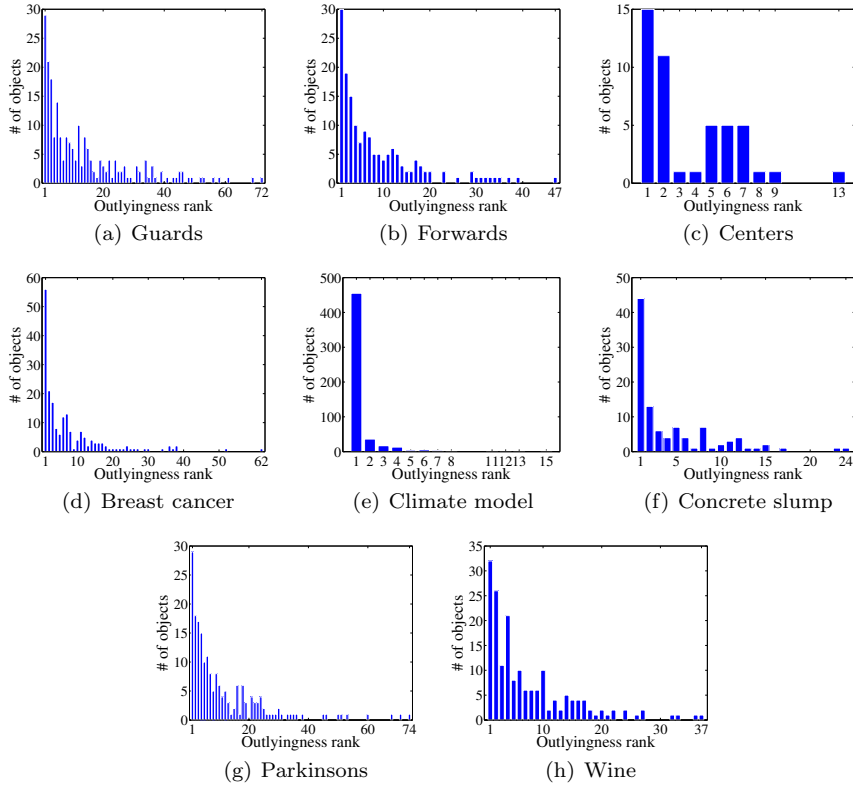 30
25
20
15
10
5
0
# of objects
1 20 40 60 72
Outlyingness rank
(a) Guards
30
25
20
15
10
5
0
# of objects
1 10 20 30 40 47
Outlyingness rank
(b) Forwards
15
10
5
0
# of objects
1 2 3 4 5 6 7 8 9 13
Outlyingness rank
(c) Centers
60
50
40
30
20
10
0
# of objects
1 10 20 30 40 50 62
Outlyingness rank
(d) Breast cancer
500
400
300
200
100
0
# of objects
1 2 3 4 5 6 7 8 11 12 13 15
Outlyingness rank
(e) Climate model
50
40
30
20
10
0
# of objects
1 5 10 15 20 24
Outlyingness rank
(f) Concrete slump
30
25
20
15
10
5
0
# of objects
1 20 40 60 74
Outlyingness rank
(g) Parkinsons
35
30
25
20
15
10
5
0
# of objects
1 10 20 30 37
Outlyingness rank
(h) Wine